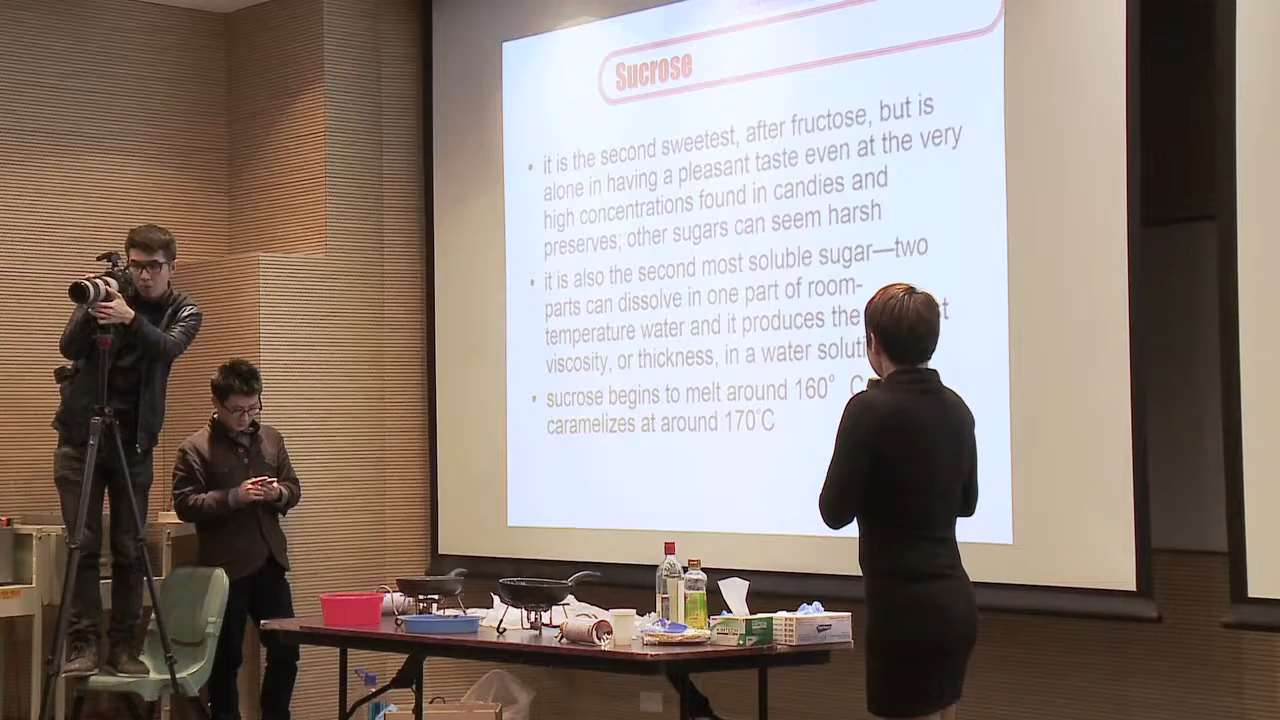 Sucrose
• it is the second sweetest, after fructose, but is
alone in having a pleasant taste even at the very
high concentrations found in candies and
preserves; other sugars can seem harsh
• it is also the second most soluble sugar—two
parts can dissolve in one part of room-
temperature water and it produces the
viscosity, or thickness, in a water
• sucrose begins to melt around 160° C
caramelizes at around 170°C